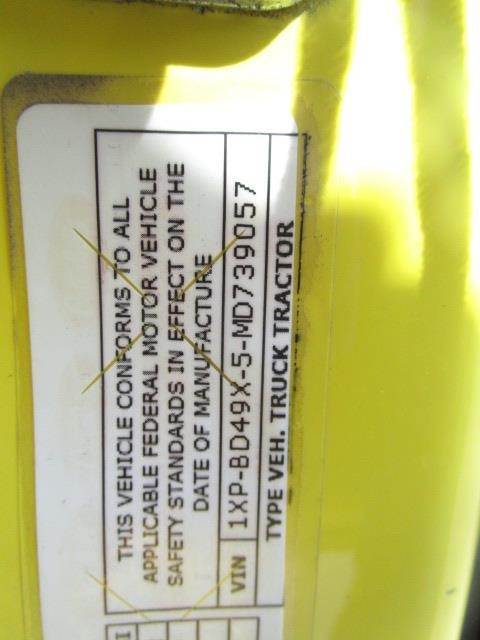 THIS VEHICLE CONFORMS TO ALL
APPLICABLE FEDERAL MOTOR VEHICLE
SAFETY STANDARDS IN EFFECT ON THE
DATE OF MANUFACTURE
VIN 1XP-BD49X-5-MD739057
TYPE VEH. TRUCK TRACTOR